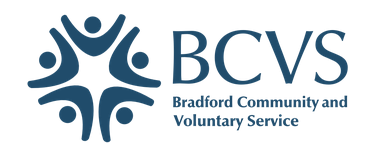 BCVS
Bradford Community and
Voluntary Service